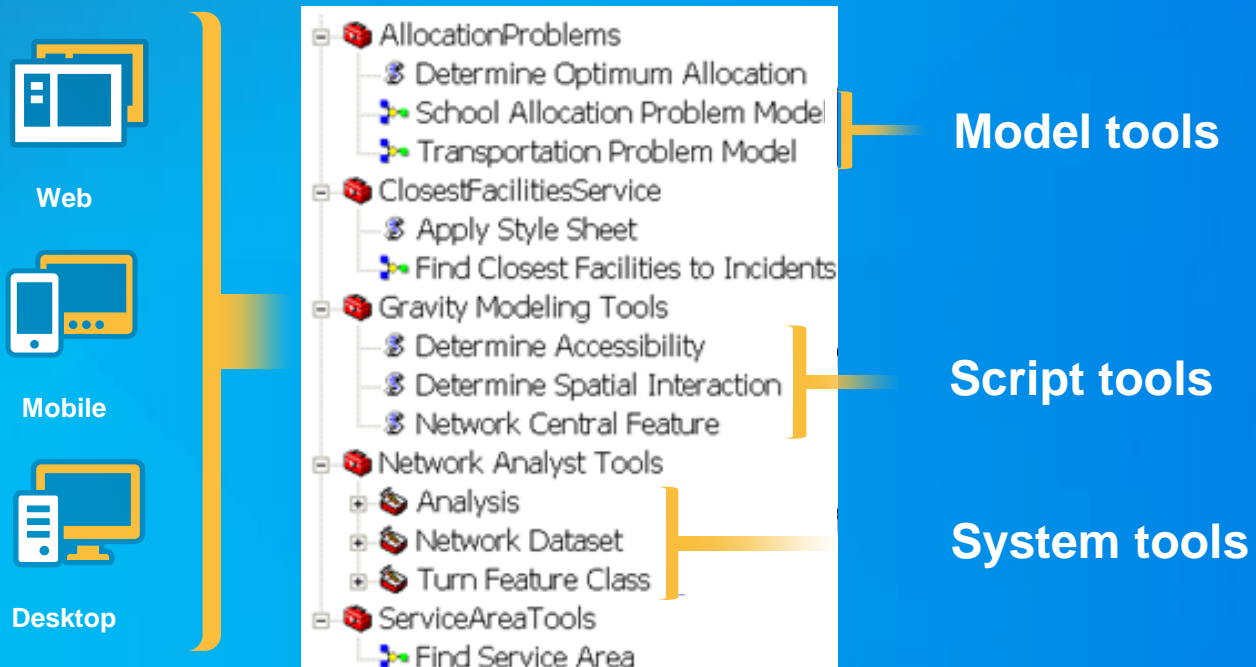 Web
Mobile
Desktop
AllocationProblems
Determine Optimum Allocation
School Allocation Problem Model
Transportation Problem Model
ClosestFacilitiesService
Apply Style Sheet
Find Closest Facilities to Incidents
Gravity Modeling Tools
Determine Accessibility
Determine Spatial Interaction
Network Central Feature
Network Analyst Tools
Analysis
Network Dataset
Turn Feature Class
ServiceAreaTools
Find Service Area
Model tools
Script tools
System tools